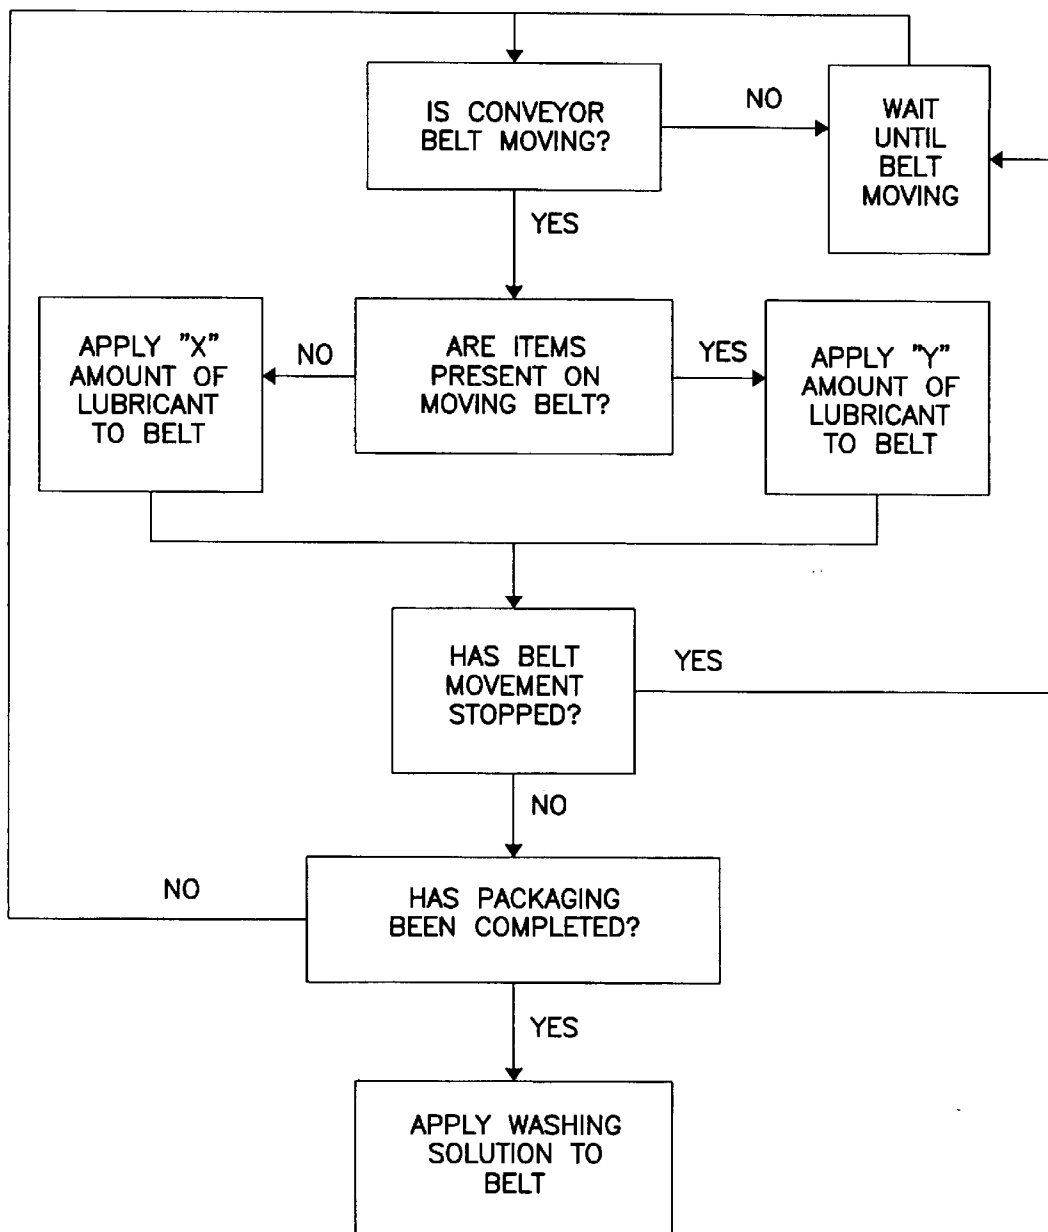 IS CONVEYOR
BELT MOVING?
NO
WAIT
UNTIL
BELT
MOVING
YES
APPLY "X"
AMOUNT OF
LUBRICANT
TO BELT
NO
ARE ITEMS
PRESENT ON
MOVING BELT?
YES
APPLY "Y"
AMOUNT OF
LUBRICANT
TO BELT
HAS BELT
MOVEMENT
STOPPED?
YES
NO
NO
HAS PACKAGING
BEEN COMPLETED?
YES
APPLY WASHING
SOLUTION TO
BELT